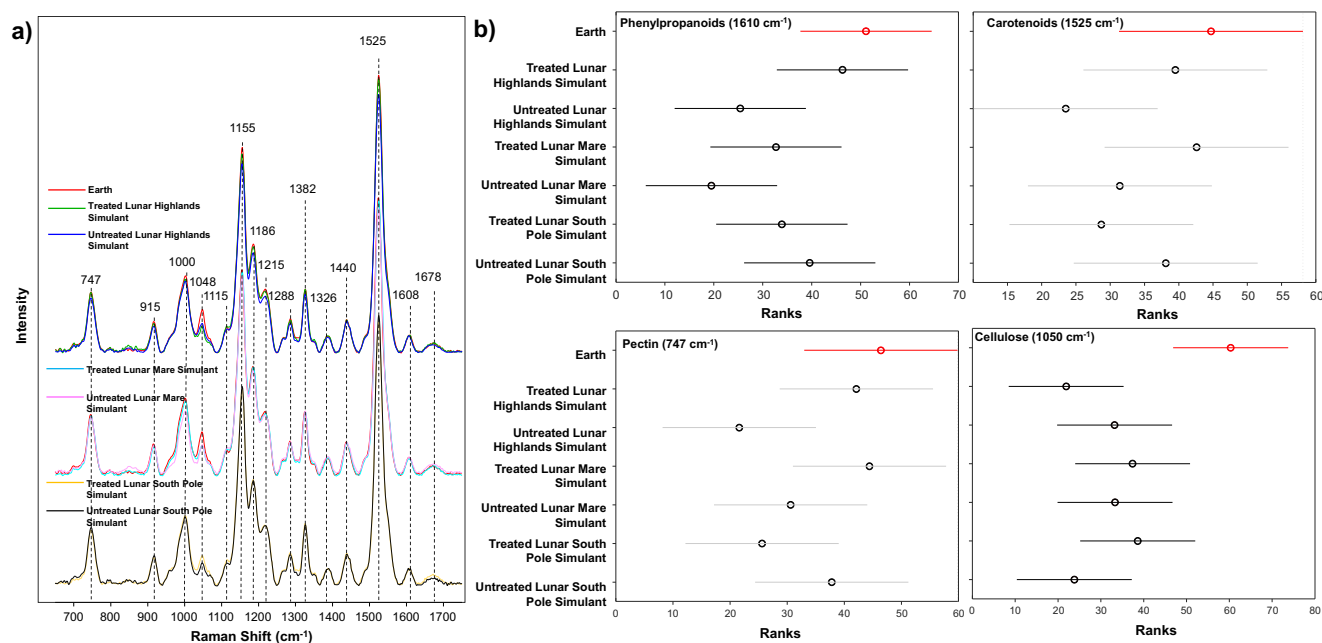 a)
1525
1155
1382
1186
1000
1215
747
1048
1440
1678
915
1115
1288
1326
1608
Earth
Treated Lunar Highlands
Simulant
Untreated Lunar Highlands
Simulant
Treated Lunar Mare Simulant
Untreated Lunar Mare
Simulant
Treated Lunar South Pole
Simulant
Untreated Lunar South Pole
Simulant
Intensity
700 800 900 1000 1100 1200 1300 1400 1500 1600 1700
Raman Shift (cm⁻¹)
b)
Phenylpropanoids (1610 cm⁻¹)
Earth
Treated Lunar
Highlands Simulant
Untreated Lunar
Highlands Simulant
Treated Lunar Mare
Simulant
Untreated Lunar Mare
Simulant
Treated Lunar South
Pole Simulant
Untreated Lunar South
Pole Simulant
0 10 20 30 40 50 60 70
Ranks
Carotenoids (1525 cm⁻¹)
15 20 25 30 35 40 45 50 55 60
Ranks
Pectin (747 cm⁻¹)
Earth
Treated Lunar
Highlands Simulant
Untreated Lunar
Highlands Simulant
Treated Lunar Mare
Simulant
Untreated Lunar Mare
Simulant
Treated Lunar South
Pole Simulant
Untreated Lunar South
Pole Simulant
0 10 20 30 40 50 60
Ranks
Cellulose (1050 cm⁻¹)
10 20 30 40 50 60 70 80
Ranks